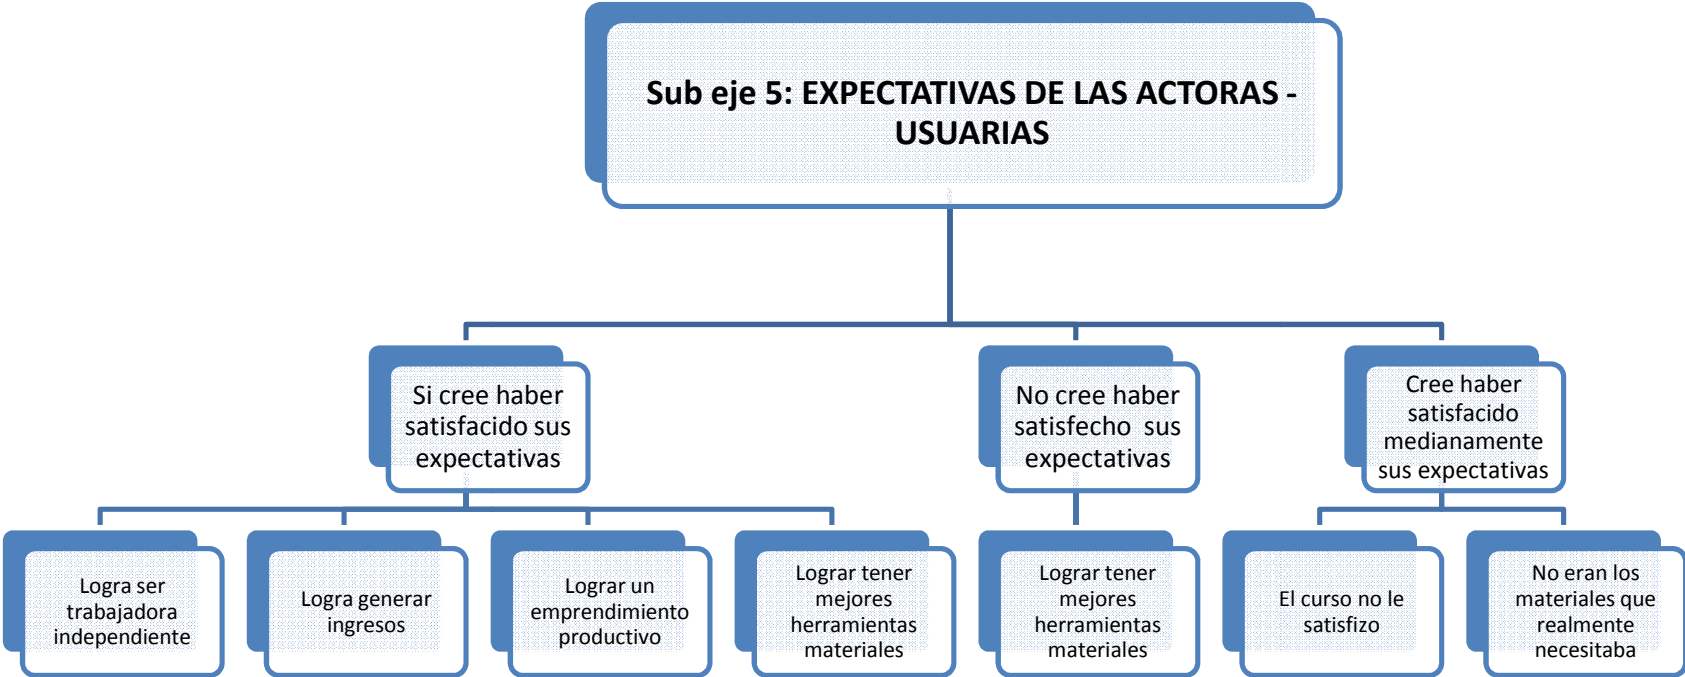 Sub eje 5: EXPECTATIVAS DE LAS ACTORAS -
USUARIAS
Si cree haber
satisfacido sus
expectativas
No cree haber
satisfecho sus
expectativas
Cree haber
satisfacido
medianamente
sus expectativas
Logra ser
trabajadora
independiente
Logra generar
ingresos
Lograr un
emprendimiento
productivo
Lograr tener
mejores
herramientas
materiales
Lograr tener
mejores
herramientas
materiales
El curso no le
satisfizo
No eran los
materiales que
realmente
necesitaba